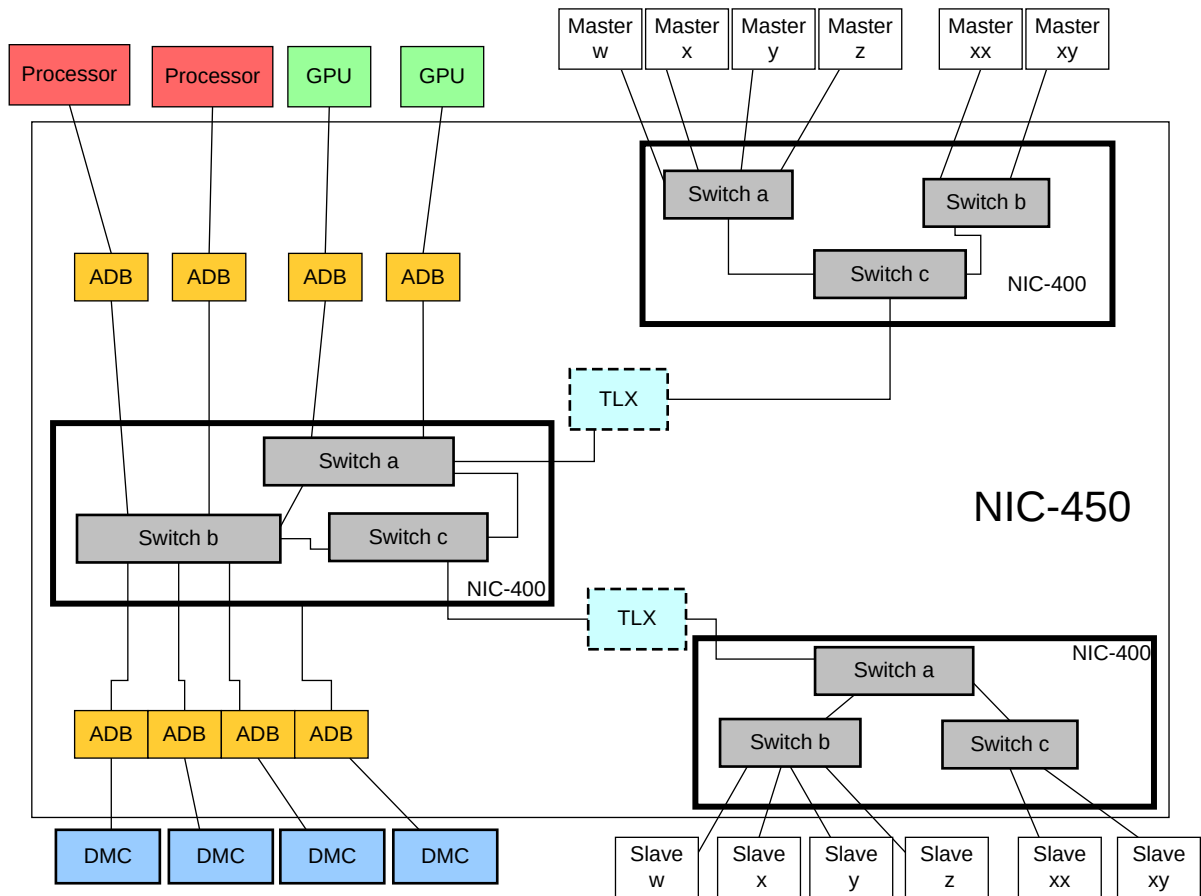 Master
w
Master
x
Master
y
Master
z
Master
xx
Master
xy
Processor
Processor
GPU
GPU
Switch a
Switch b
Switch c
NIC-400
ADB
ADB
ADB
ADB
TLX
Switch a
Switch b
Switch c
NIC-400
NIC-450
TLX
NIC-400
Switch a
Switch b
Switch c
ADB
ADB
ADB
ADB
DMC
DMC
DMC
DMC
Slave
w
Slave
x
Slave
y
Slave
z
Slave
xx
Slave
xy